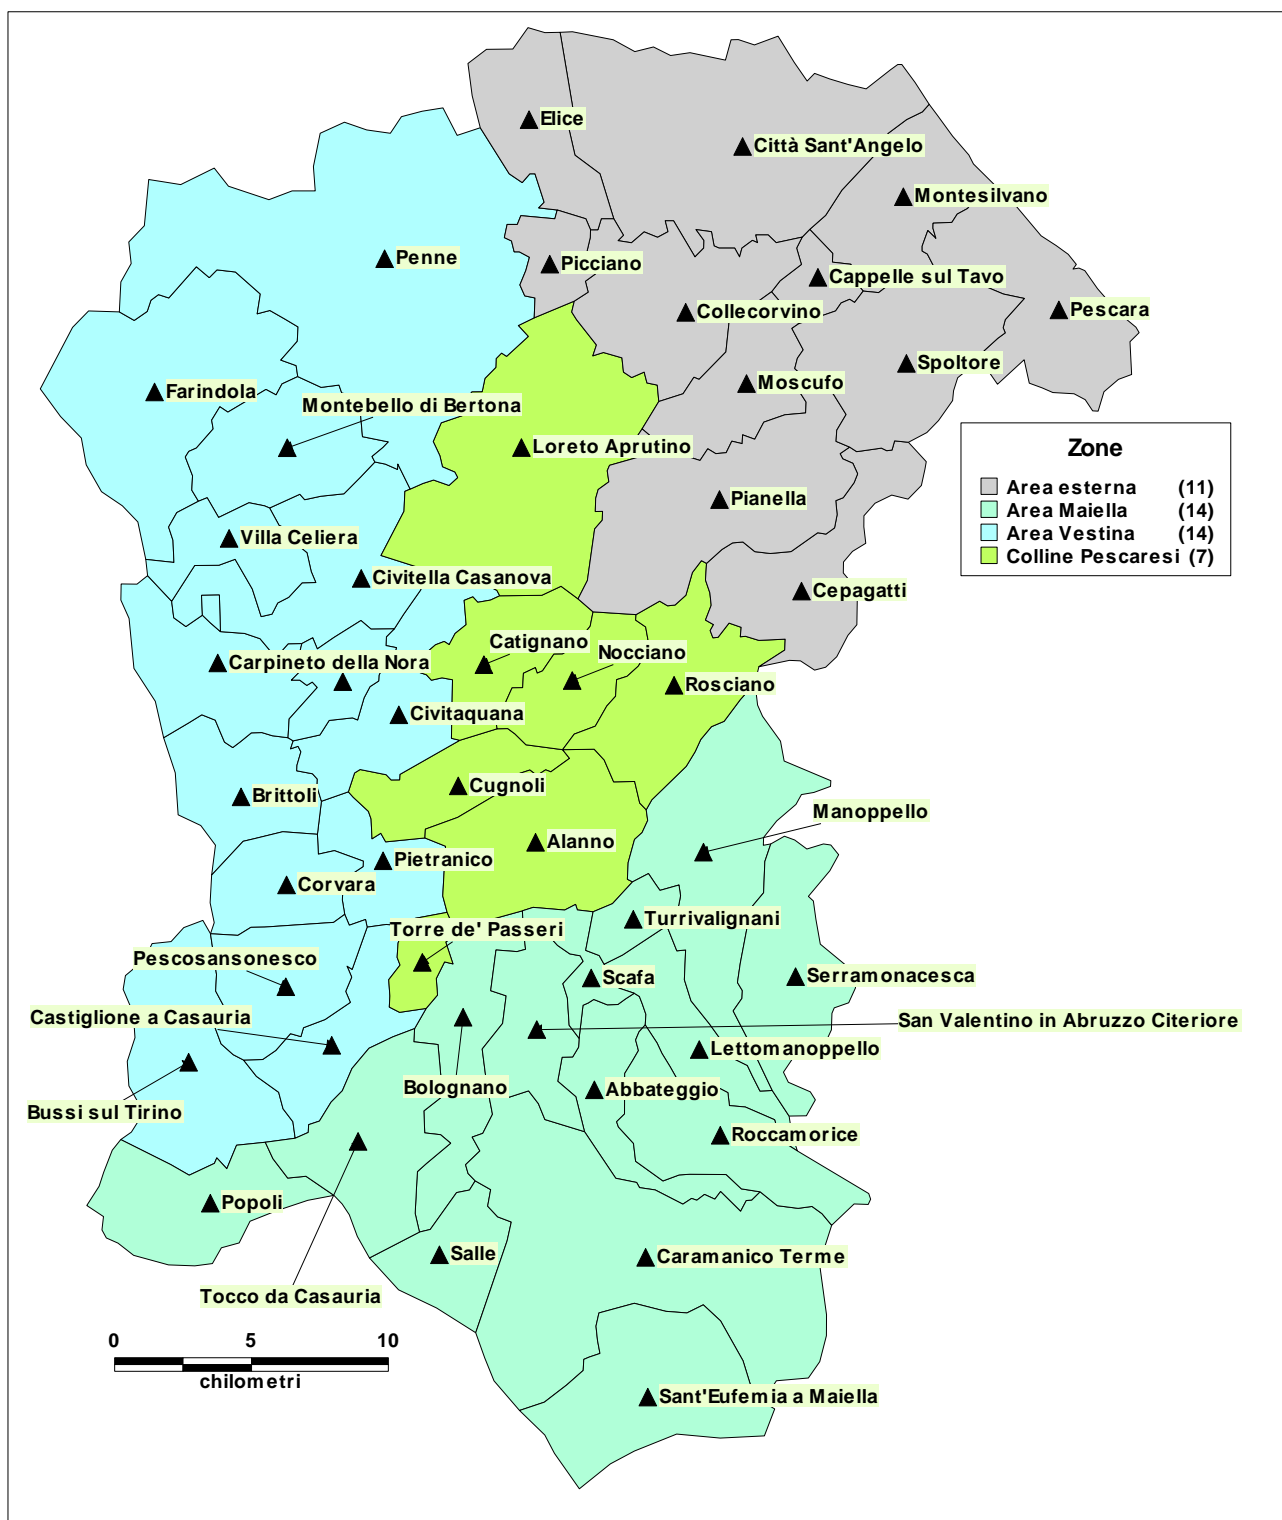 Elice
Città Sant'Angelo
Montesilvano
Penne
Picciano
Cappelle sul Tavo
Collecorvino
Pescara
Spoltore
Farindola
Moscufo
Montebello di Bertona
Loreto Aprutino
Zone
Area esterna (11)
Area Maiella (14)
Area Vestina (14)
Colline Pescaresi (7)
Pianella
Villa Celiera
Civitella Casanova
Cepagatti
Catignano
Nocciano
Carpineto della Nora
Rosciano
Civitaquana
Cugnoli
Brittoli
Manoppello
Alanno
Pietranico
Corvara
Turrivalignani
Torre de' Passeri
Pescosansonesco
Scafa
Serramonacesca
Castiglione a Casauria
San Valentino in Abruzzo Citeriore
Lettomanoppello
Bolognano
Abbateggio
Bussi sul Tirino
Roccamorice
Popoli
Salle
Caramanico Terme
Tocco da Casauria
0 5 10
chilometri
Sant'Eufemia a Maiella